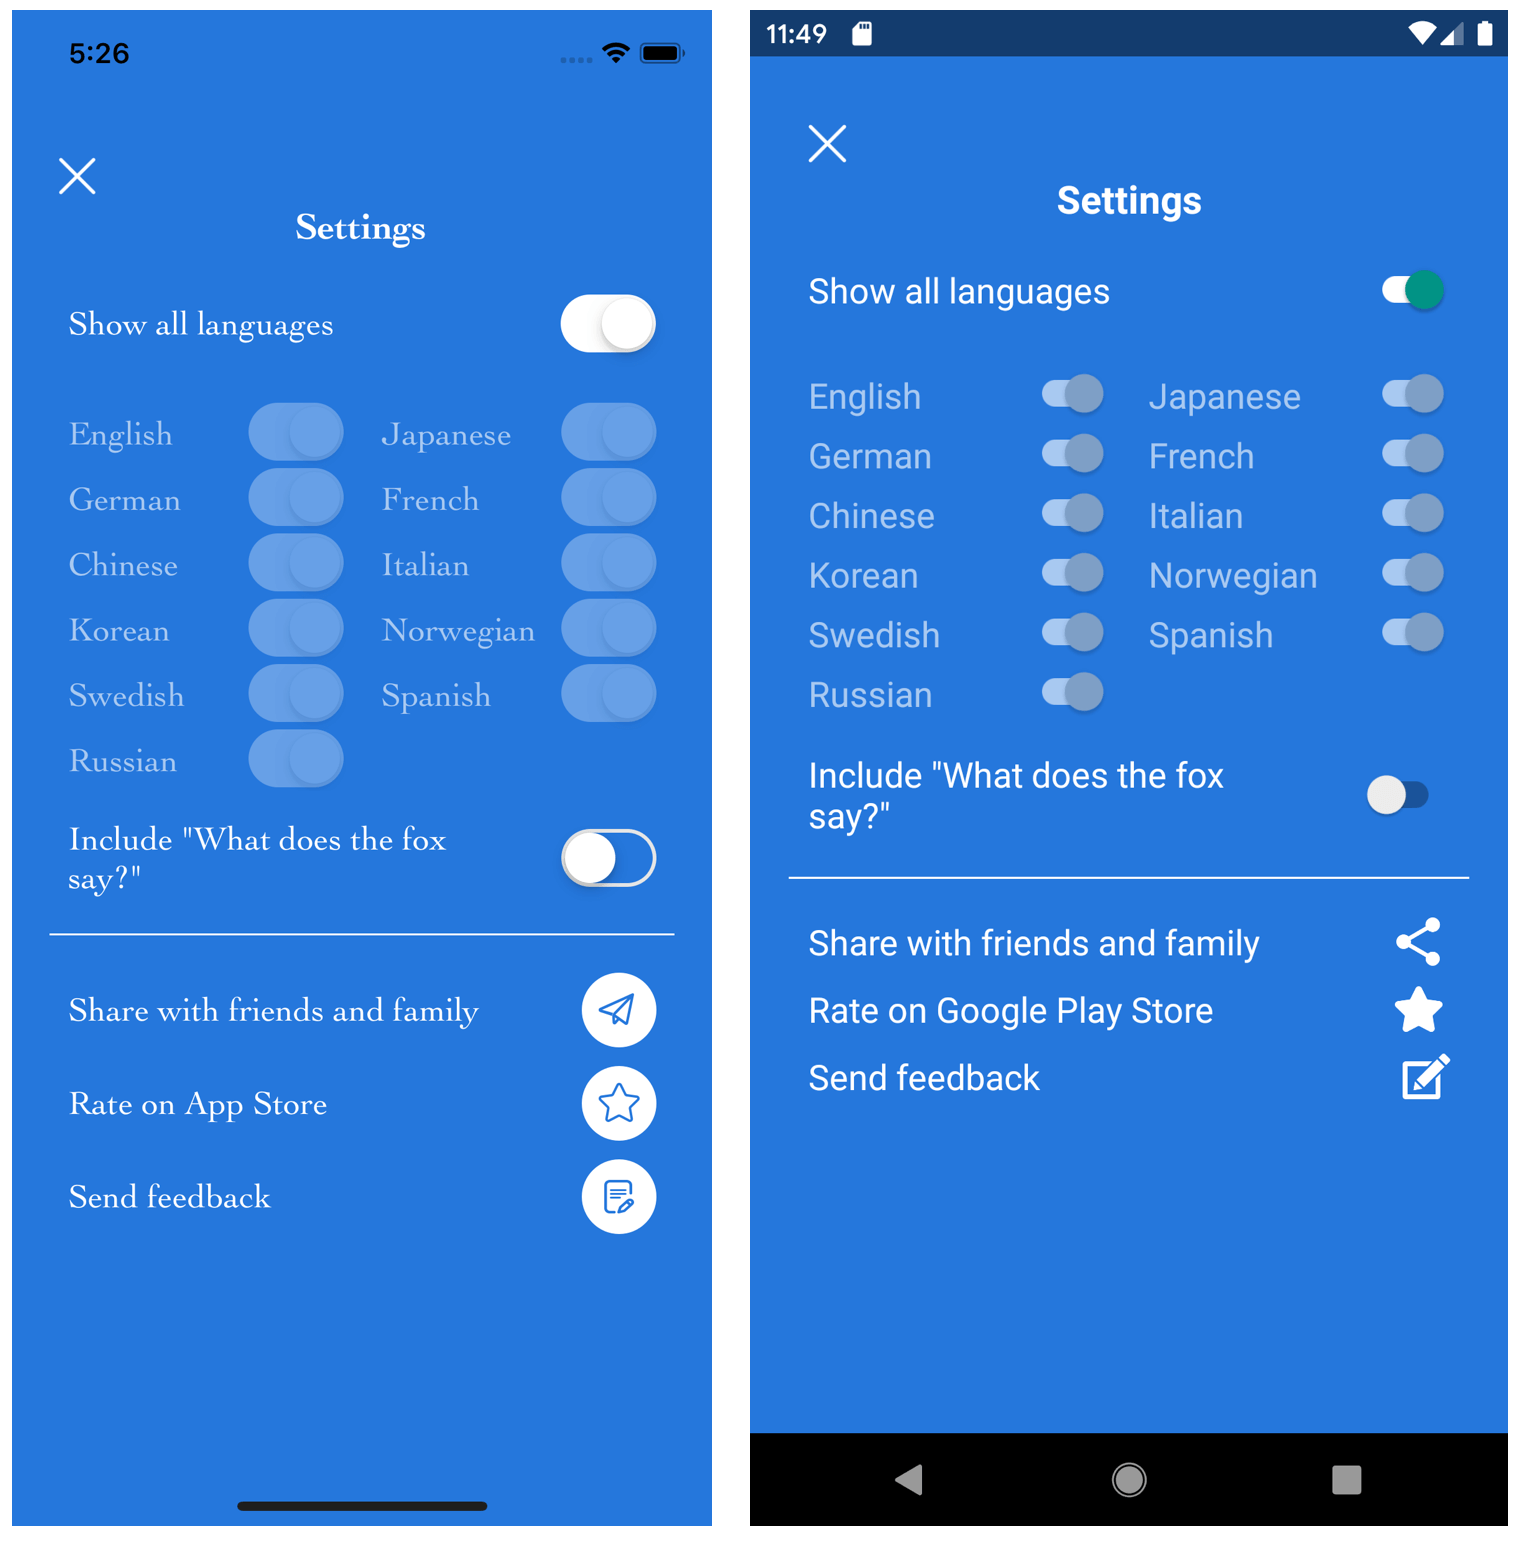 5:26
Settings
Show all languages
English
Japanese
German
French
Chinese
Italian
Korean
Norwegian
Swedish
Spanish
Russian
Include "What does the fox
say?"
Share with friends and family
Rate on App Store
Send feedback
11:49
Settings
Show all languages
English
Japanese
German
French
Chinese
Italian
Korean
Norwegian
Swedish
Spanish
Russian
Include "What does the fox
say?"
Share with friends and family
Rate on Google Play Store
Send feedback